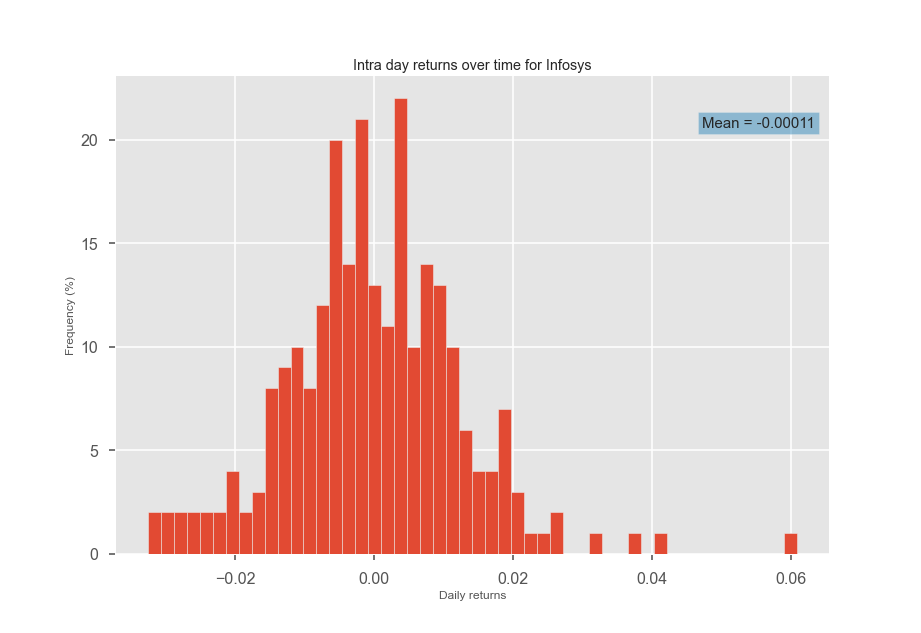 Intra day returns over time for Infosys
Mean = -0.00011
Frequency (%)
20
15
10
5
0
−0.02 0.00 0.02 0.04 0.06
Daily returns